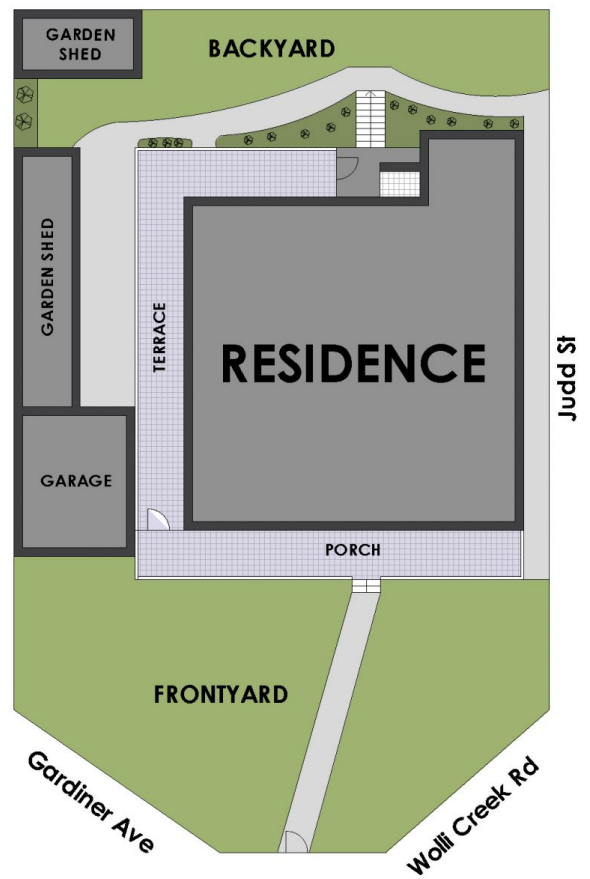 GARDEN
SHED
BACKYARD
GARDEN SHED
TERRACE
RESIDENCE
Judd St
GARAGE
PORCH
FRONTYARD
Gardiner Ave
Wolli Creek Rd